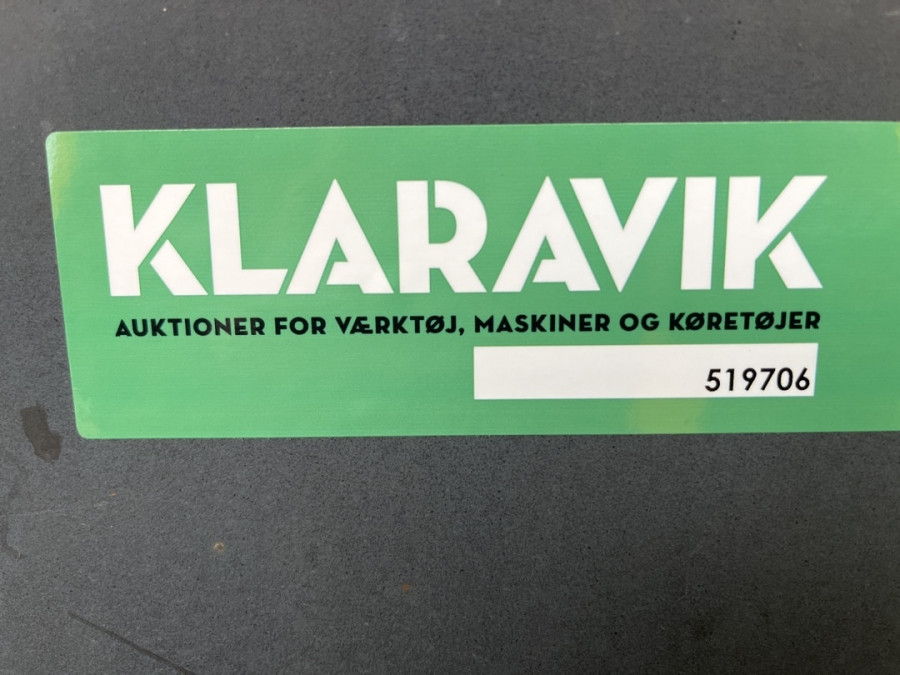 KLARAVIK
AUKTIONER FOR VÆRKTØJ, MASKINER OG KØRETØJER
519706